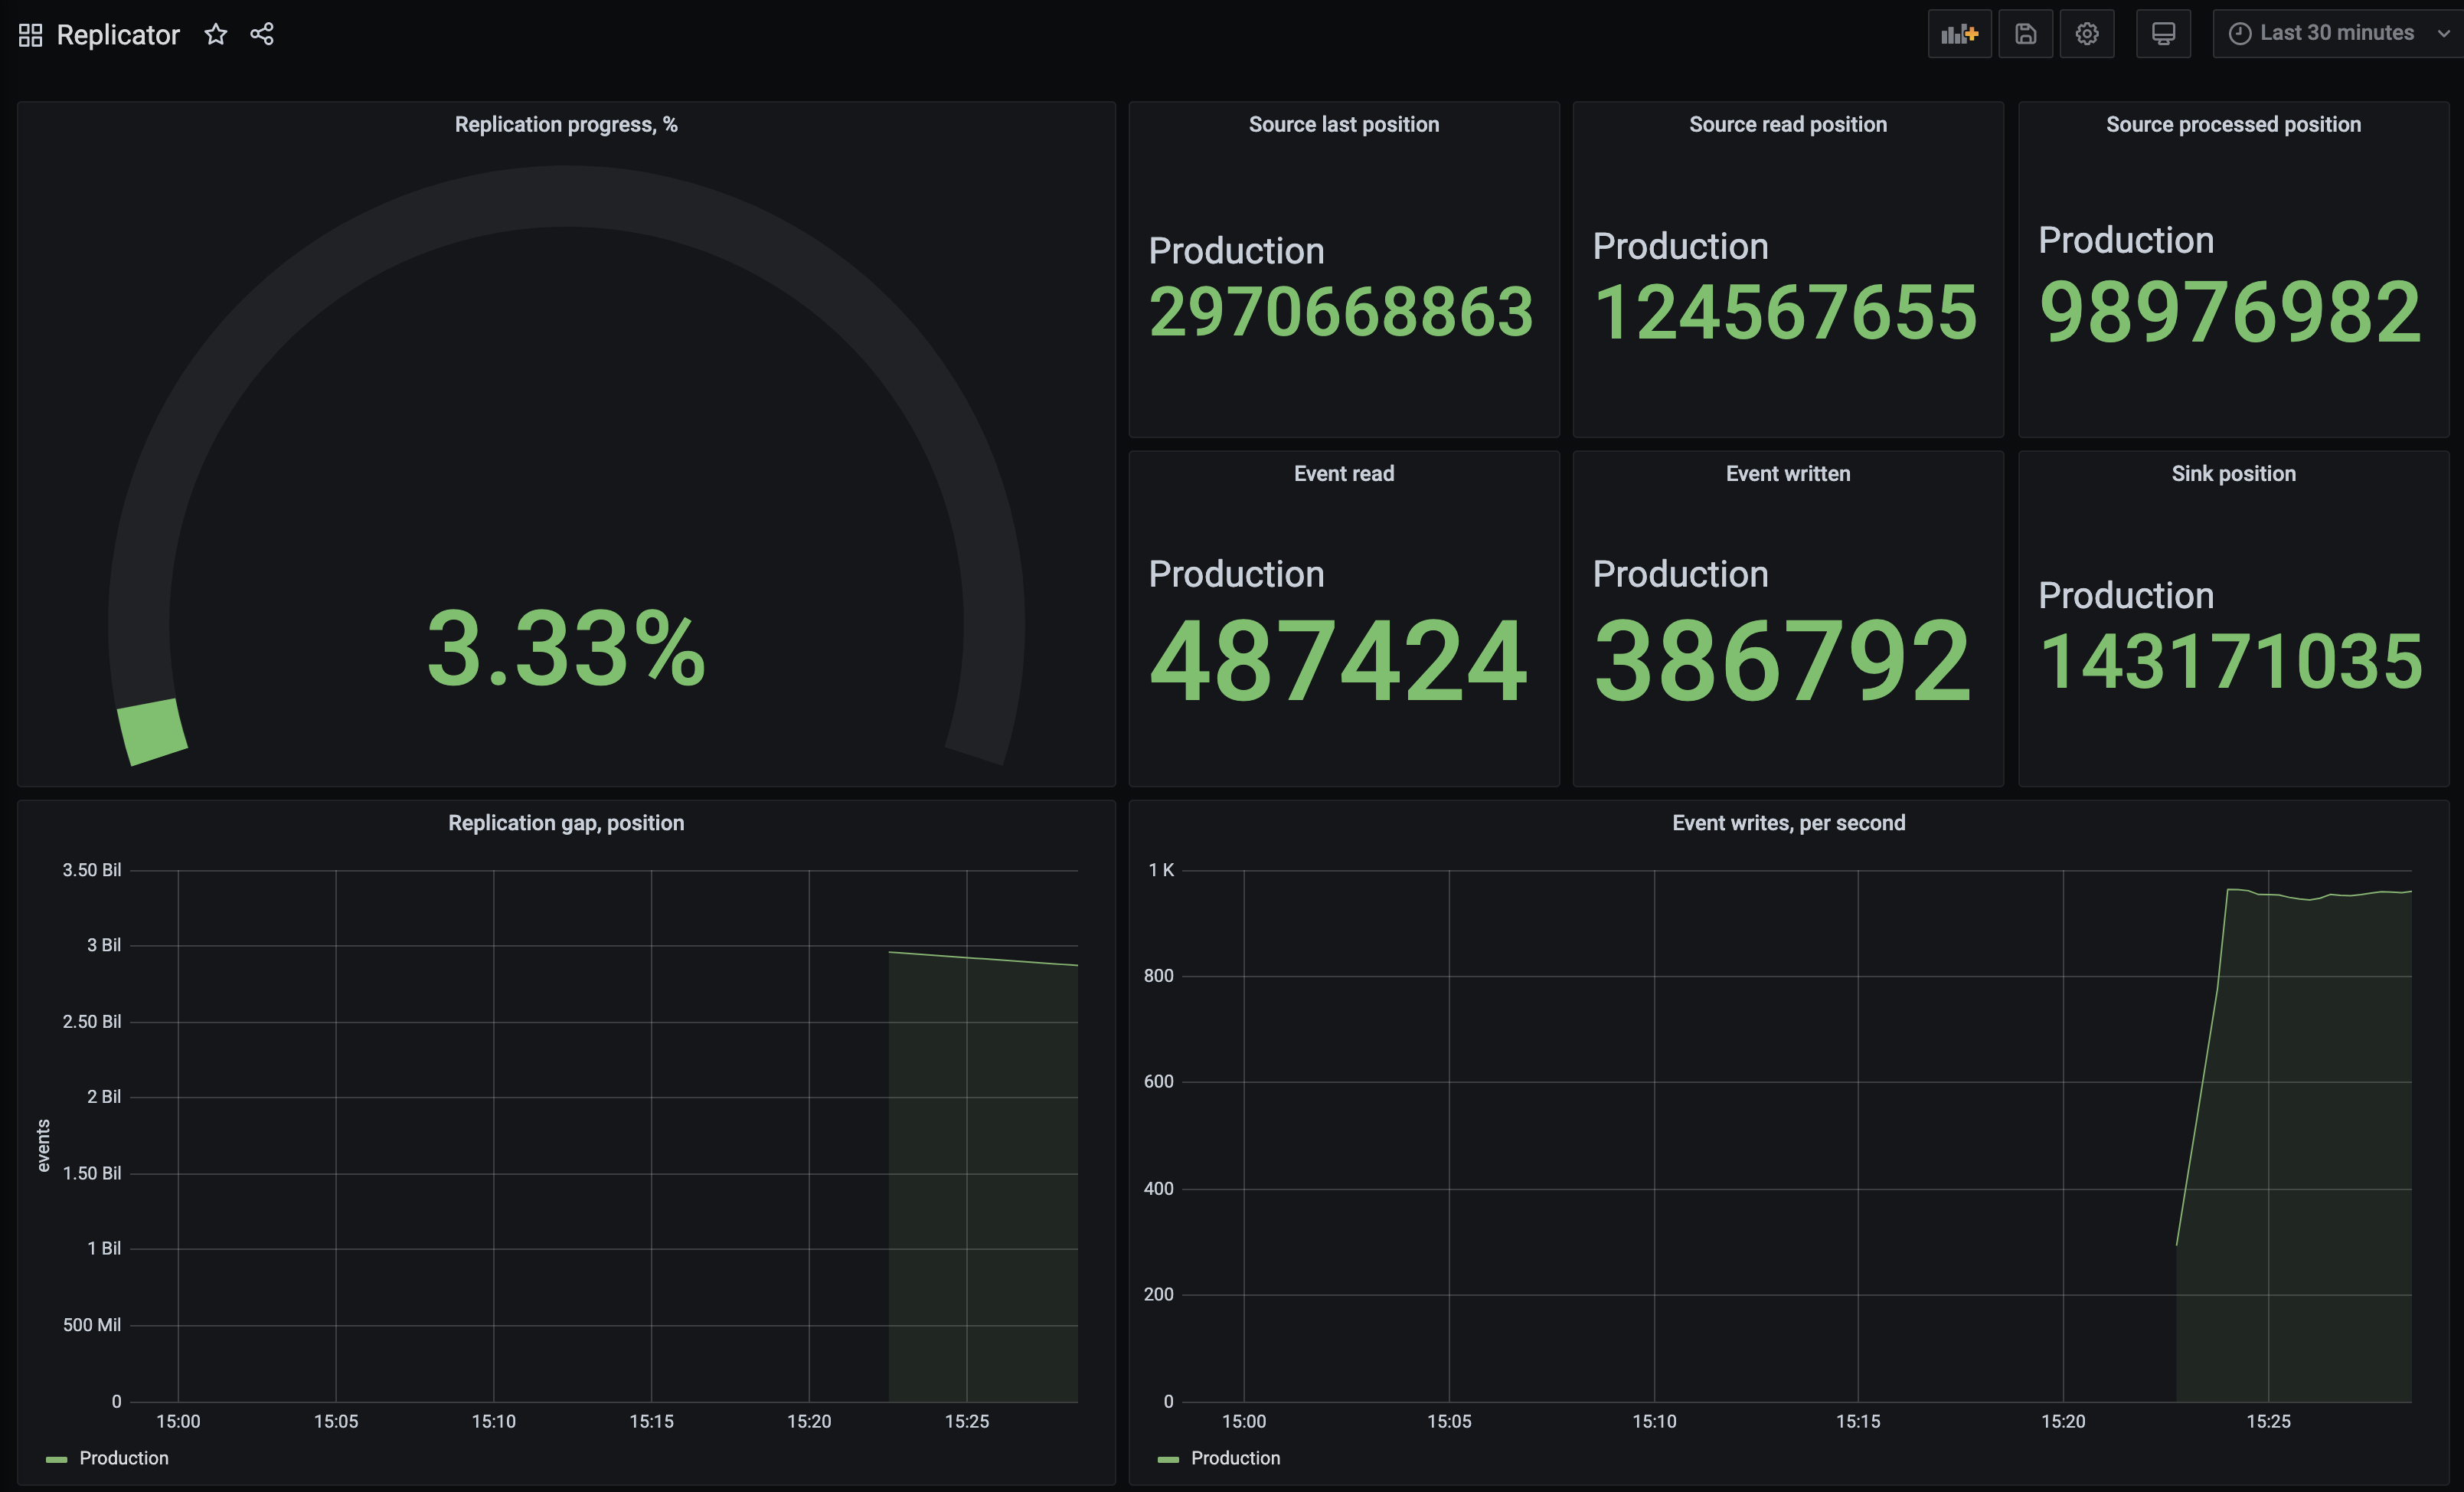 Replicator
Last 30 minutes
Replication progress, %
3.33%
Source last position
Production
2970668863
Source read position
Production
124567655
Source processed position
Production
98976982
Event read
Production
487424
Event written
Production
386792
Sink position
Production
143171035
Replication gap, position
3.50 Bil
3 Bil
2.50 Bil
2 Bil
1.50 Bil
1 Bil
500 Mil
0
events
15:00 15:05 15:10 15:15 15:20 15:25
Production
Event writes, per second
1 K
800
600
400
200
0
15:00 15:05 15:10 15:15 15:20 15:25
Production